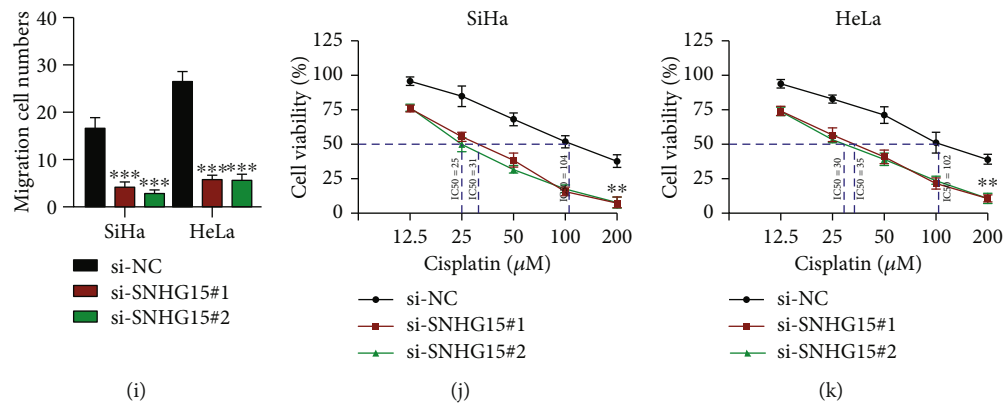 Migration cell numbers
40
30
20
10
0
***
***
***
***
SiHa
HeLa
si-NC
si-SNHG15#1
si-SNHG15#2
(i)
SiHa
Cell viability (%)
125
100
75
50
25
0
IC50 = 25
IC50 = 31
IC50 = 104
**
12.5
25
50
100
200
Cisplatin (μM)
si-NC
si-SNHG15#1
si-SNHG15#2
(j)
HeLa
Cell viability (%)
125
100
75
50
25
0
IC50 = 30
IC50 = 35
IC50 = 102
**
12.5
25
50
100
200
Cisplatin (μM)
si-NC
si-SNHG15#1
si-SNHG15#2
(k)